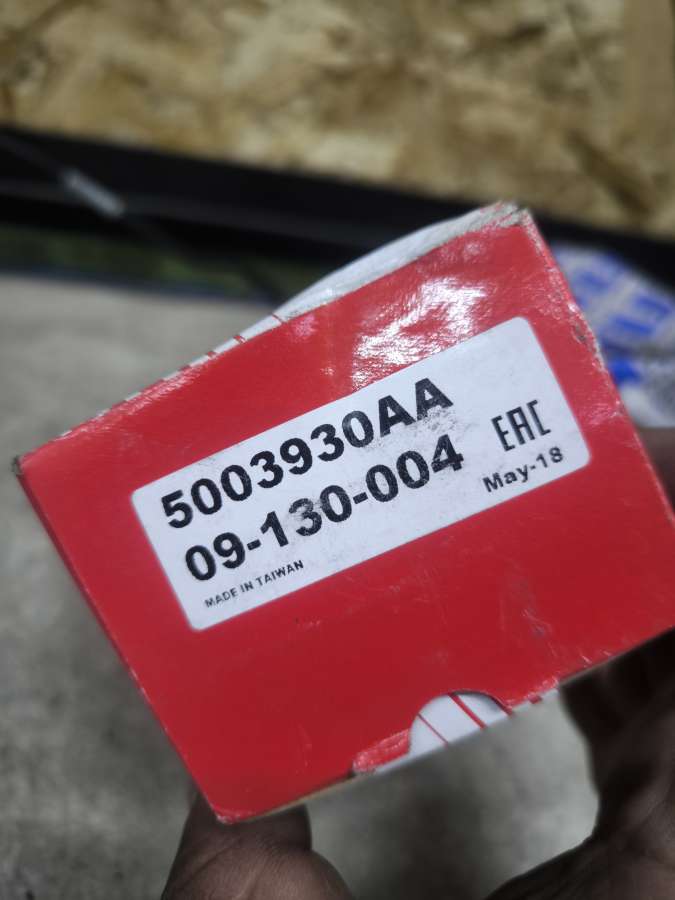 5003930AA
09-130-004
EAC
May-18
MADE IN TAIWAN